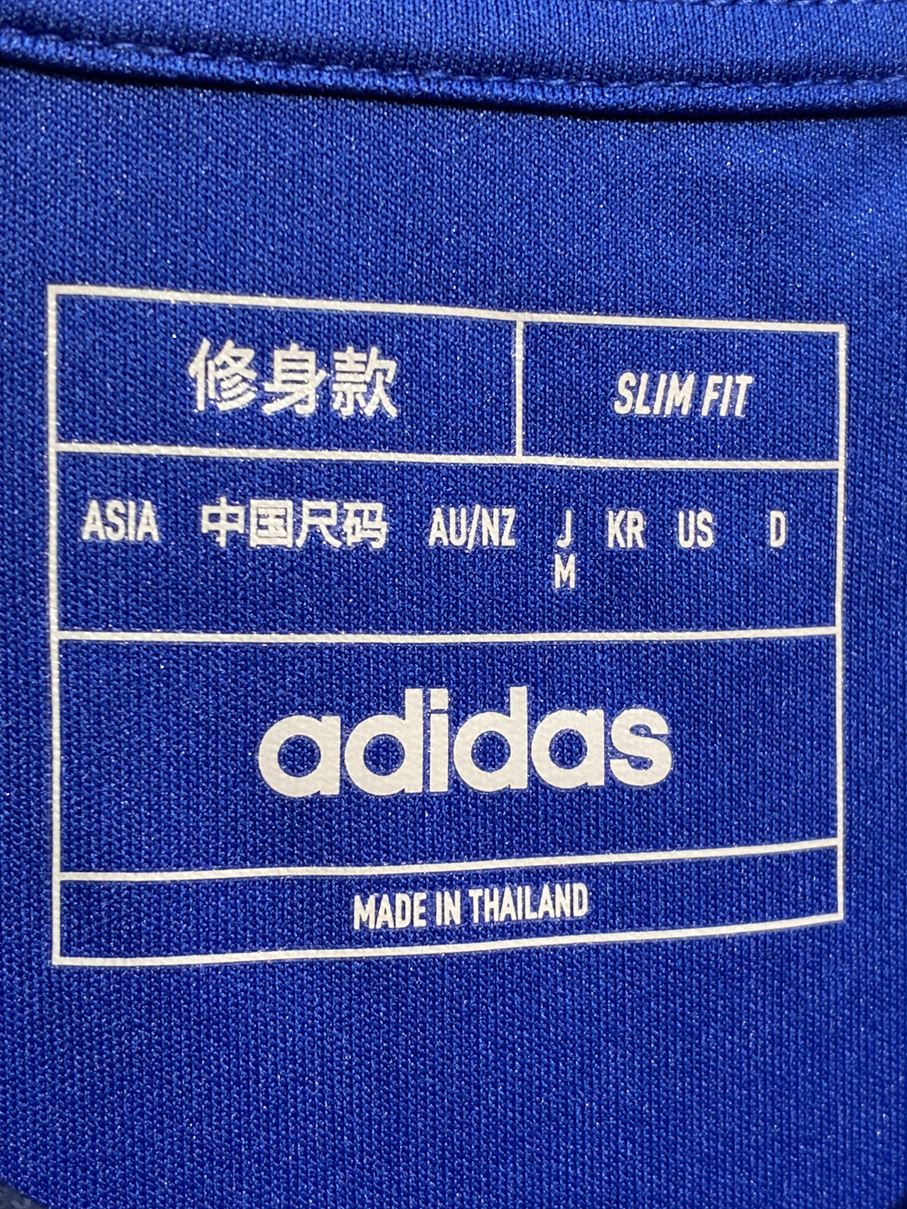 修身款 SLIM FIT
ASIA 中国尺码 AU/NZ J KR US D
M
adidas
MADE IN THAILAND